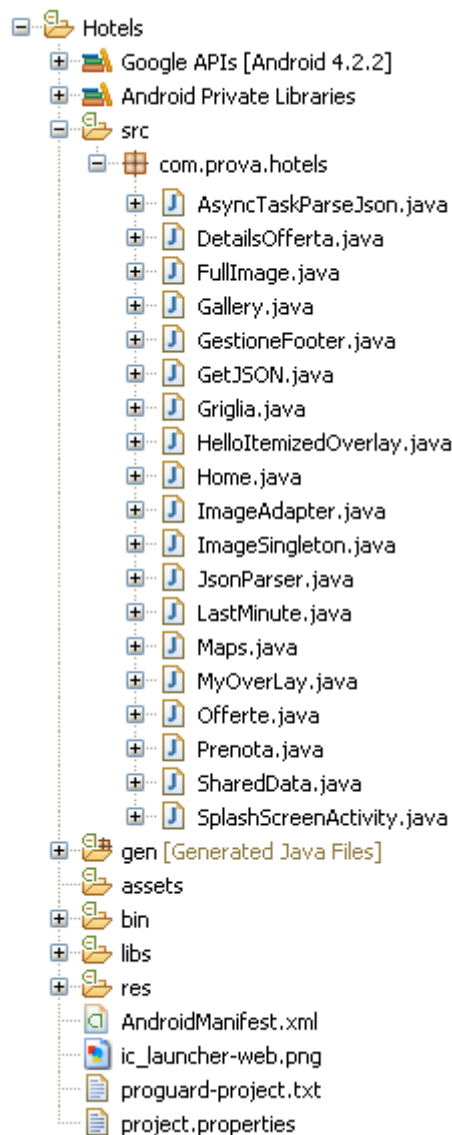 Hotels
Google APIs [Android 4.2.2]
Android Private Libraries
src
com.prova.hotels
AsyncTaskParseJson.java
DetailsOfferta.java
FullImage.java
Gallery.java
GestioneFooter.java
GetJSON.java
Griglia.java
HelloItemizedOverlay.java
Home.java
ImageAdapter.java
ImageSingleton.java
JsonParser.java
LastMinute.java
Maps.java
MyOverLay.java
Offerte.java
Prenota.java
SharedData.java
SplashScreenActivity.java
gen [Generated Java Files]
assets
bin
libs
res
AndroidManifest.xml
ic_launcher-web.png
proguard-project.txt
project.properties